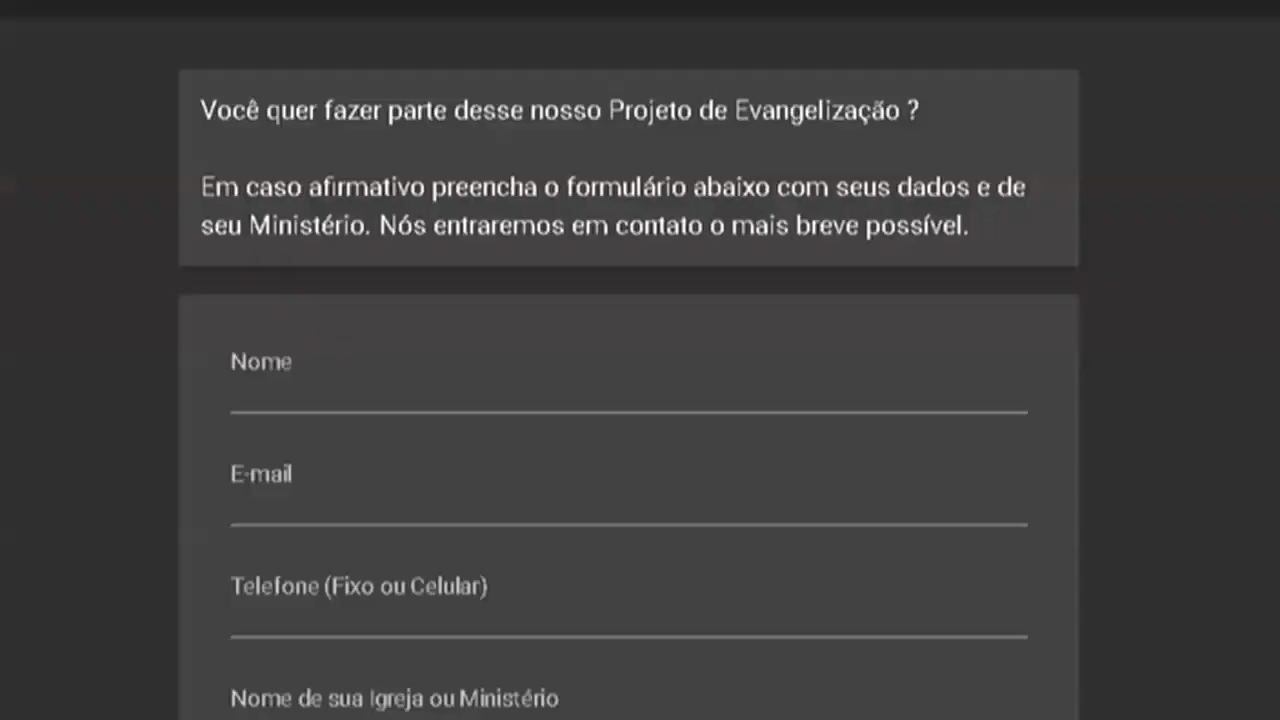 Você quer fazer parte desse nosso Projeto de Evangelização ?
Em caso afirmativo preencha o formulário abaixo com seus dados e de
seu Ministério. Nós entraremos em contato o mais breve possível.
Nome
E-mail
Telefone (Fixo ou Celular)
Nome de sua Igreja ou Ministério